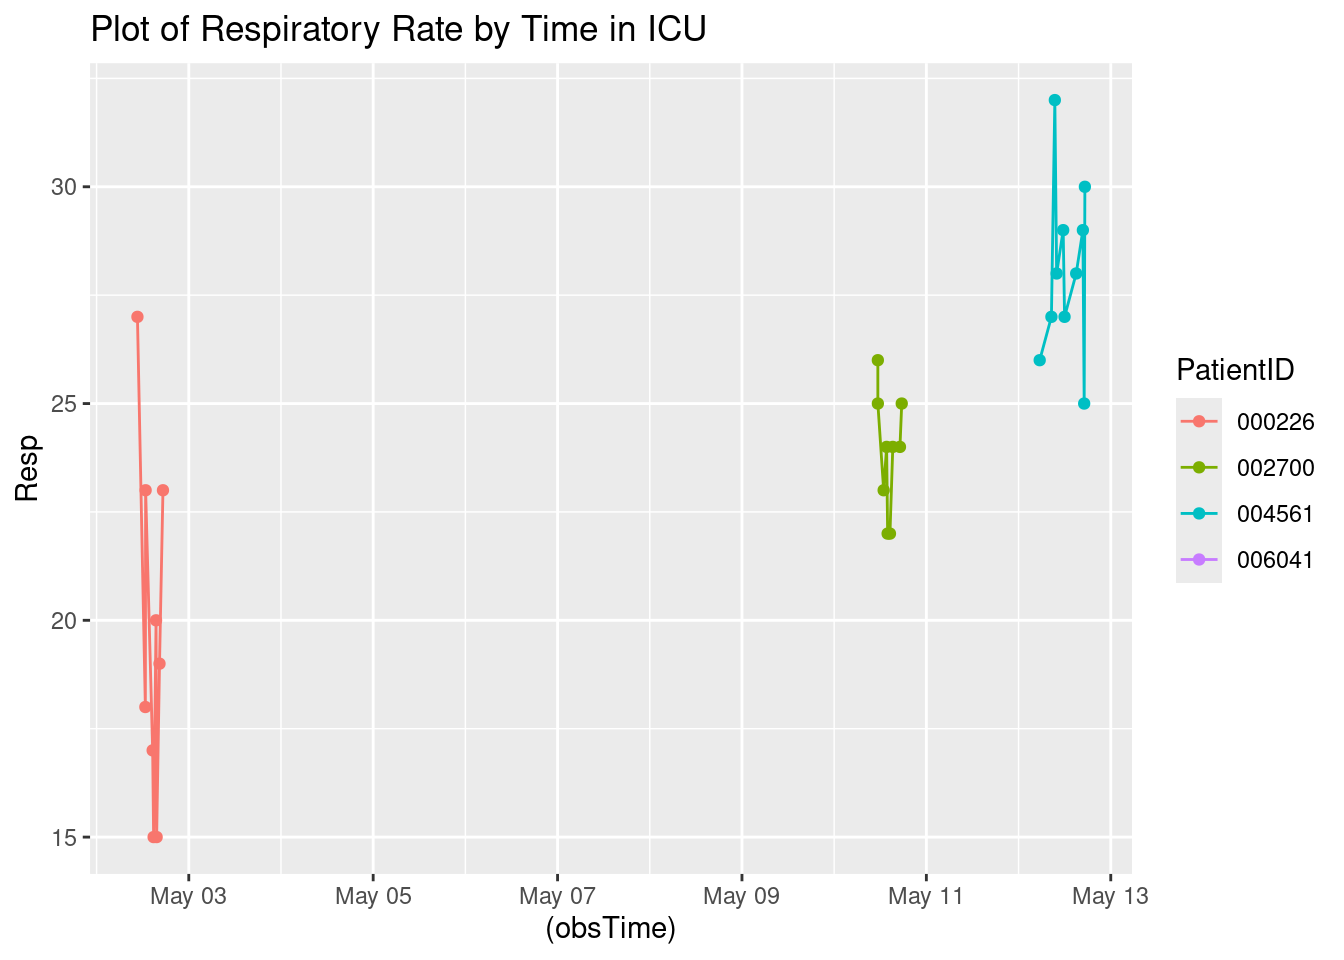 Plot of Respiratory Rate by Time in ICU
30
25
20
15
Resp
May 03 May 05 May 07 May 09 May 11 May 13
(obsTime)
PatientID
000226
002700
004561
006041